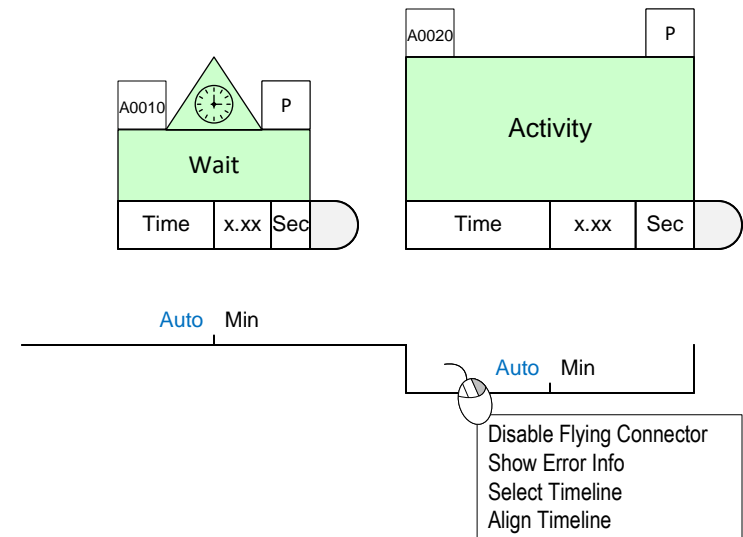 A0020 P
A0010 P
Activity
Wait
Time x.xx Sec
Time x.xx Sec
Auto Min
Auto Min
Disable Flying Connector
Show Error Info
Select Timeline
Align Timeline